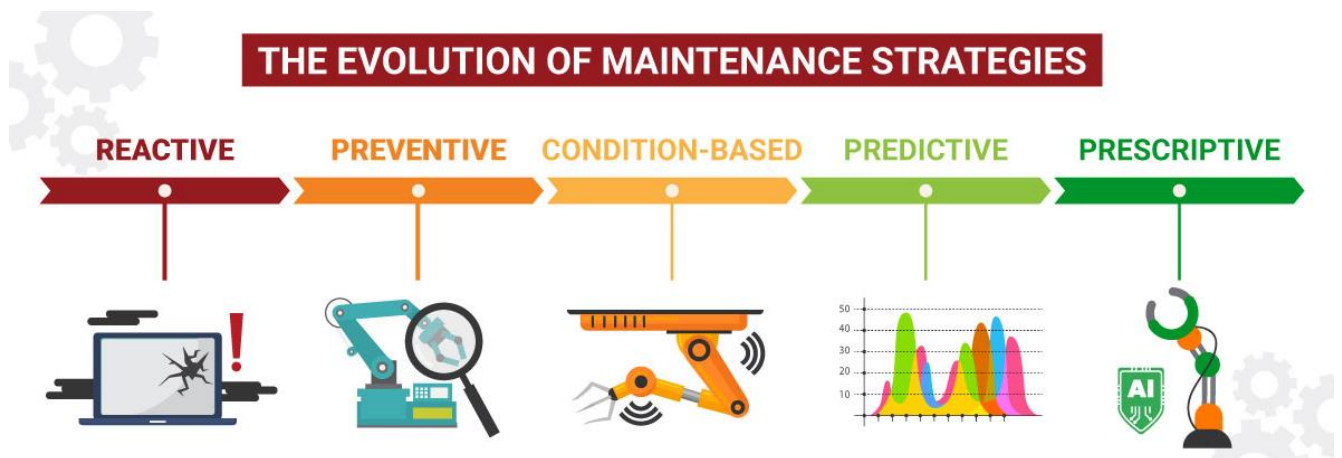 THE EVOLUTION OF MAINTENANCE STRATEGIES
REACTIVE PREVENTIVE CONDITION-BASED PREDICTIVE PRESCRIPTIVE
!
50
40
30
20
10
AI